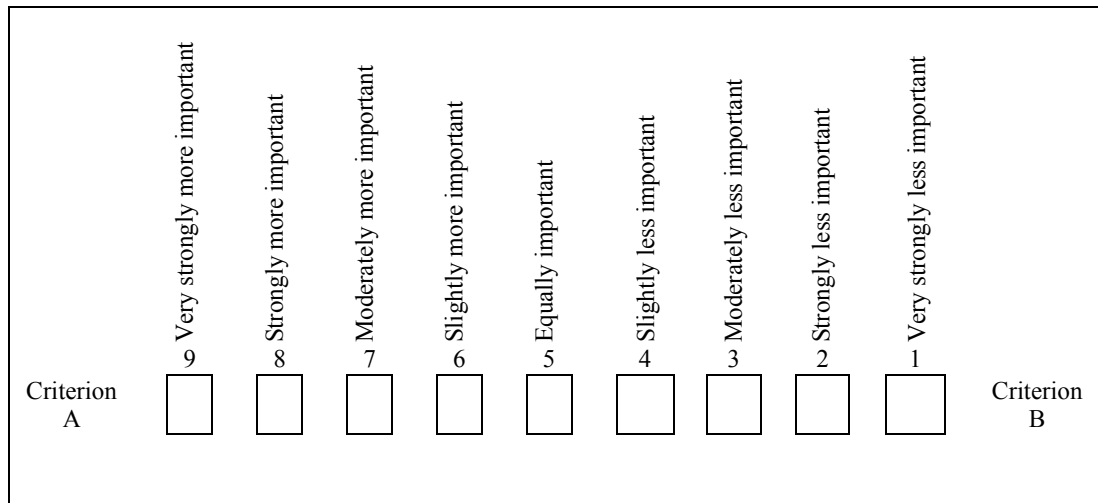 Very strongly more important
Strongly more important
Moderately more important
Slightly more important
Equally important
Slightly less important
Moderately less important
Strongly less important
Very strongly less important
9 8 7 6 5 4 3 2 1
Criterion
A
Criterion
B